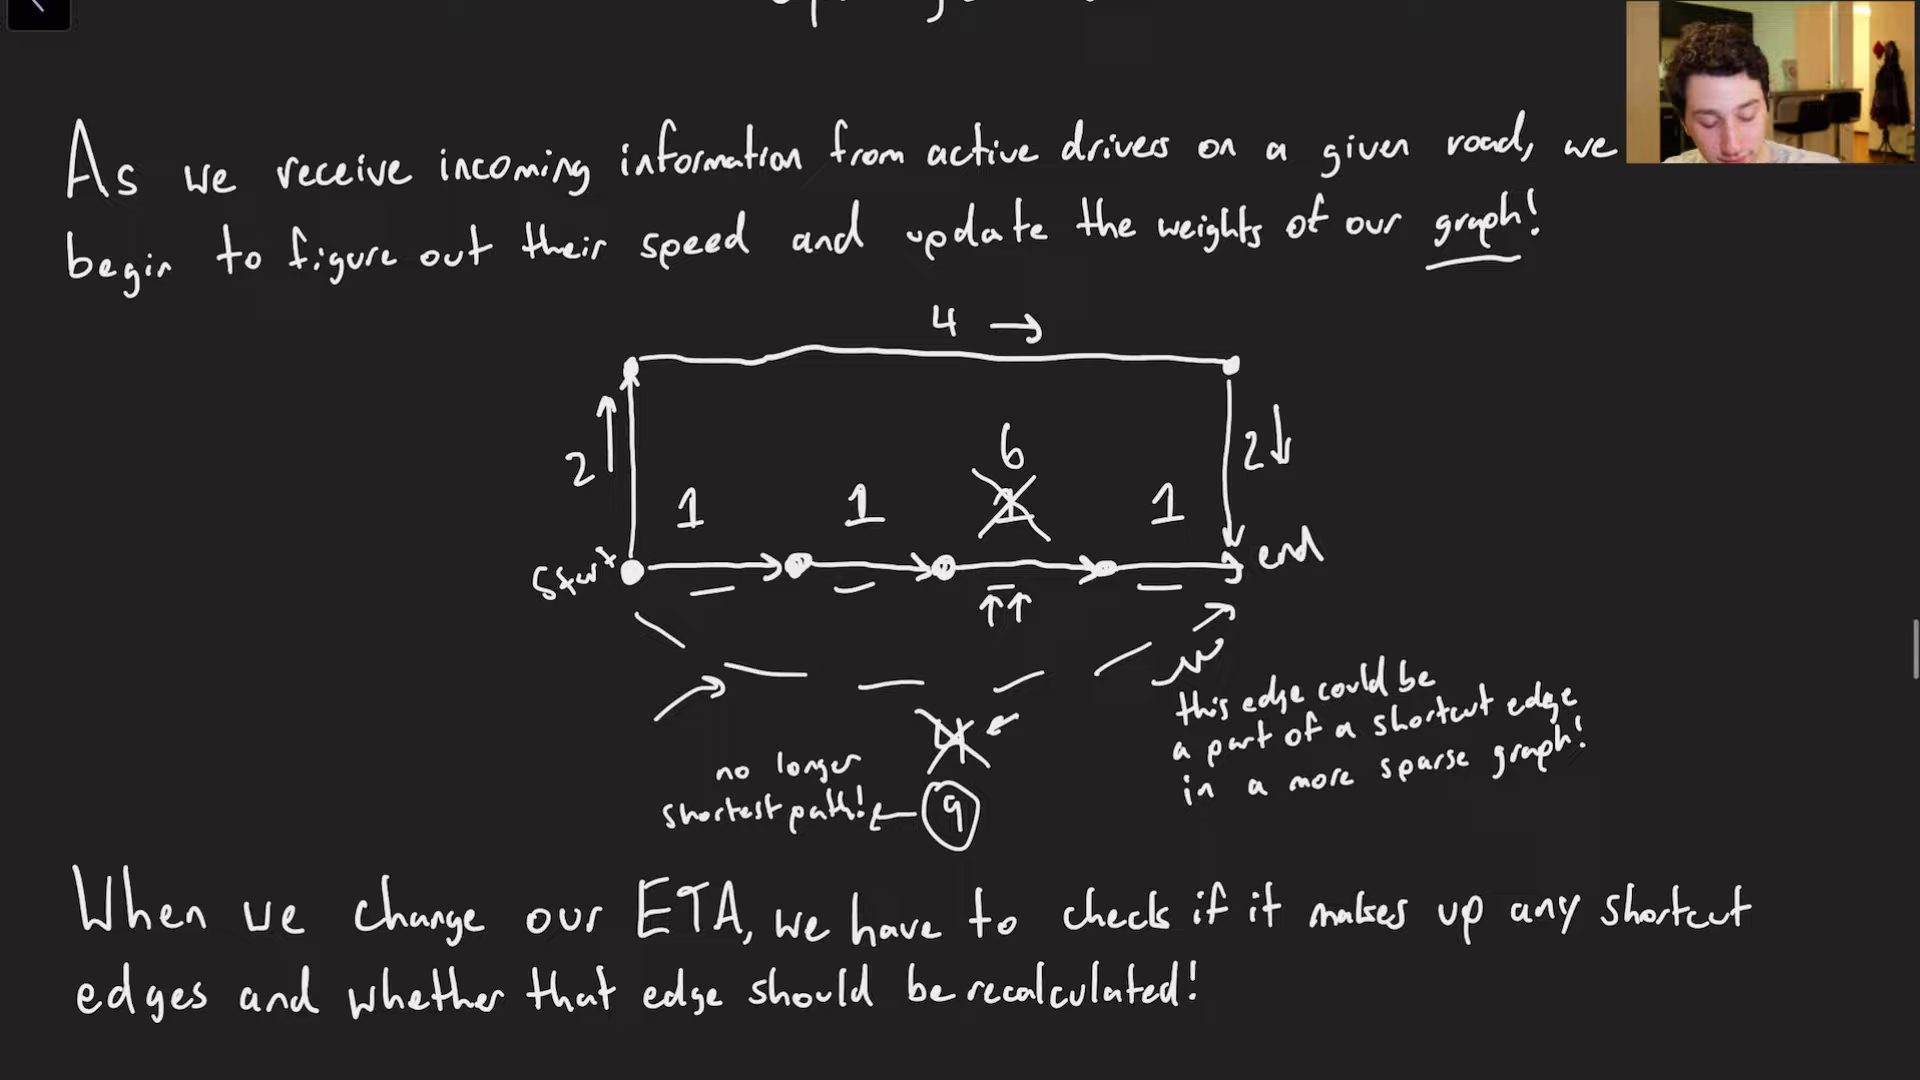 As we receive incoming information from active drivers on a given road, we
begin to figure out their speed and update the weights of our graph!
4 →
6
2 ↑
2 ↓
1 1 1 1
Start
end
↑↑
this edge could be
a part of a shortcut edge
in a more sparse graph!
4
no longer
shortest path! ← 9
When we change our ETA, we have to check if it makes up any shortcut
edges and whether that edge should be recalculated!